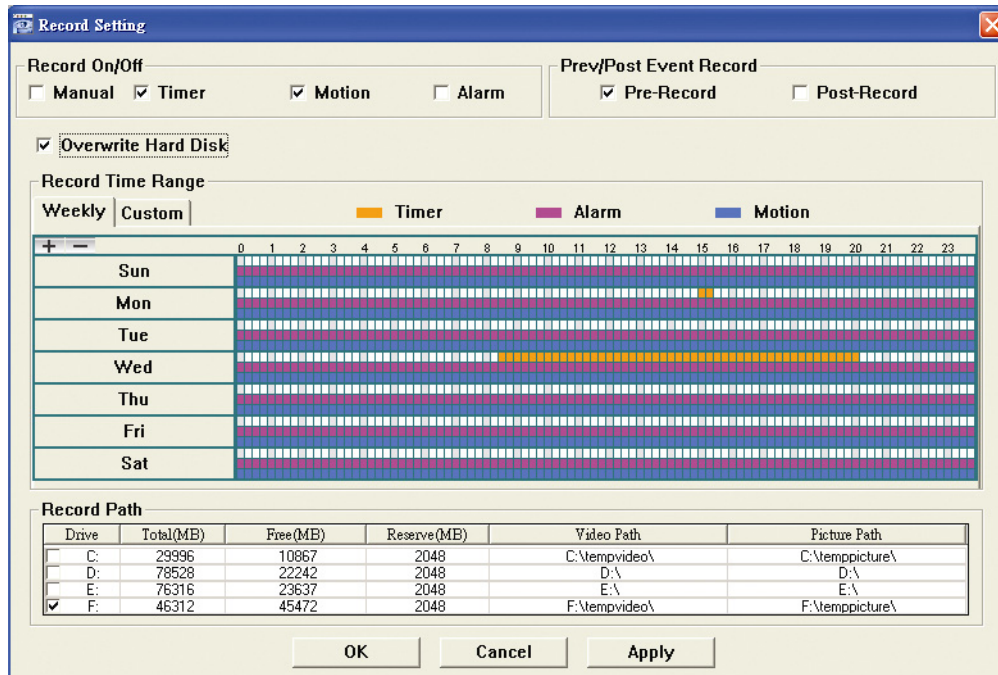 Record Setting
Record On/Off
Manual Timer Motion Alarm
Prev/Post Event Record
Pre-Record Post-Record
Overwrite Hard Disk
Record Time Range
Weekly Custom
Timer Alarm Motion
+ − 0 1 2 3 4 5 6 7 8 9 10 11 12 13 14 15 16 17 18 19 20 21 22 23
Sun
Mon
Tue
Wed
Thu
Fri
Sat
Record Path
Drive Total(MB) Free(MB) Reserve(MB) Video Path Picture Path
C: 29996 10867 2048 C:\tempvideo\ C:\temppicture\
D: 78528 22242 2048 D:\ D:\
E: 76316 23637 2048 E:\ E:\
F: 46312 45472 2048 F:\tempvideo\ F:\temppicture\
OK Cancel Apply